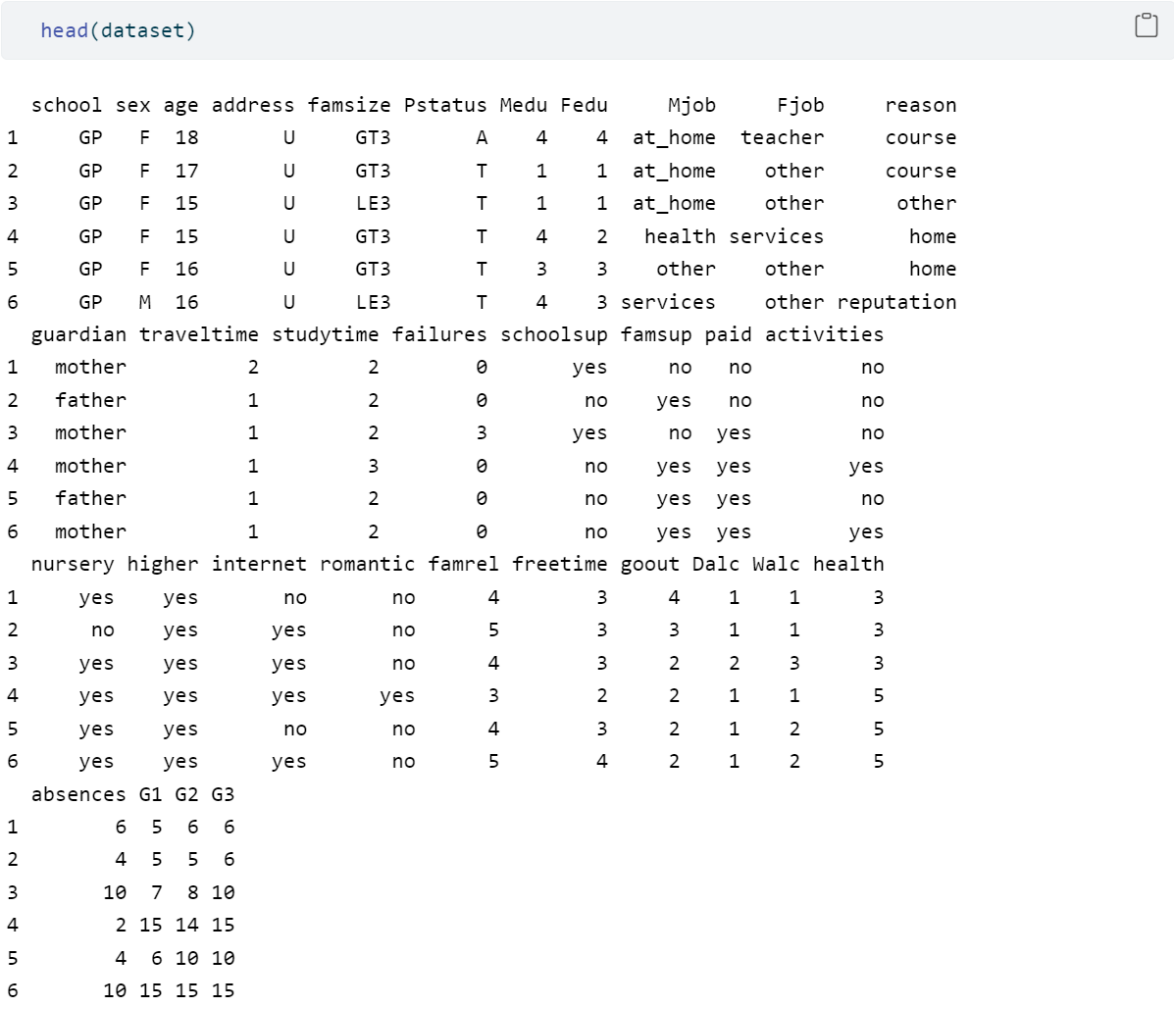 head(dataset)
school sex age address famsize Pstatus Medu Fedu Mjob Fjob reason
1 GP F 18 U GT3 A 4 4 at_home teacher course
2 GP F 17 U GT3 T 1 1 at_home other course
3 GP F 15 U LE3 T 1 1 at_home other other
4 GP F 15 U GT3 T 4 2 health services home
5 GP F 16 U GT3 T 3 3 other other home
6 GP M 16 U LE3 T 4 3 services other reputation
guardian traveltime studytime failures schoolsup famsup paid activities
1 mother 2 2 0 yes no no no
2 father 1 2 0 no yes no no
3 mother 1 2 3 yes no yes no
4 mother 1 3 0 no yes yes yes
5 father 1 2 0 no yes yes no
6 mother 1 2 0 no yes yes yes
nursery higher internet romantic famrel freetime goout Dalc Walc health
1 yes yes no no 4 3 4 1 1 3
2 no yes yes no 5 3 3 1 1 3
3 yes yes yes no 4 3 2 2 3 3
4 yes yes yes yes 3 2 2 1 1 5
5 yes yes no no 4 3 2 1 2 5
6 yes yes yes no 5 4 2 1 2 5
absences G1 G2 G3
1 6 5 6 6
2 4 5 5 6
3 10 7 8 10
4 2 15 14 15
5 4 6 10 10
6 10 15 15 15